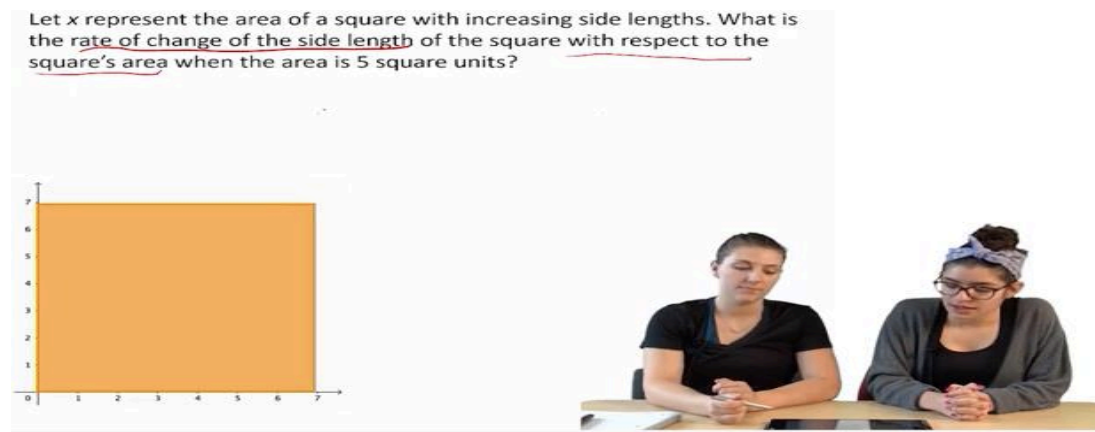 Let x represent the area of a square with increasing side lengths. What is
the rate of change of the side length of the square with respect to the
square's area when the area is 5 square units?
7
6
5
4
3
2
1
0 1 2 3 4 5 6 7